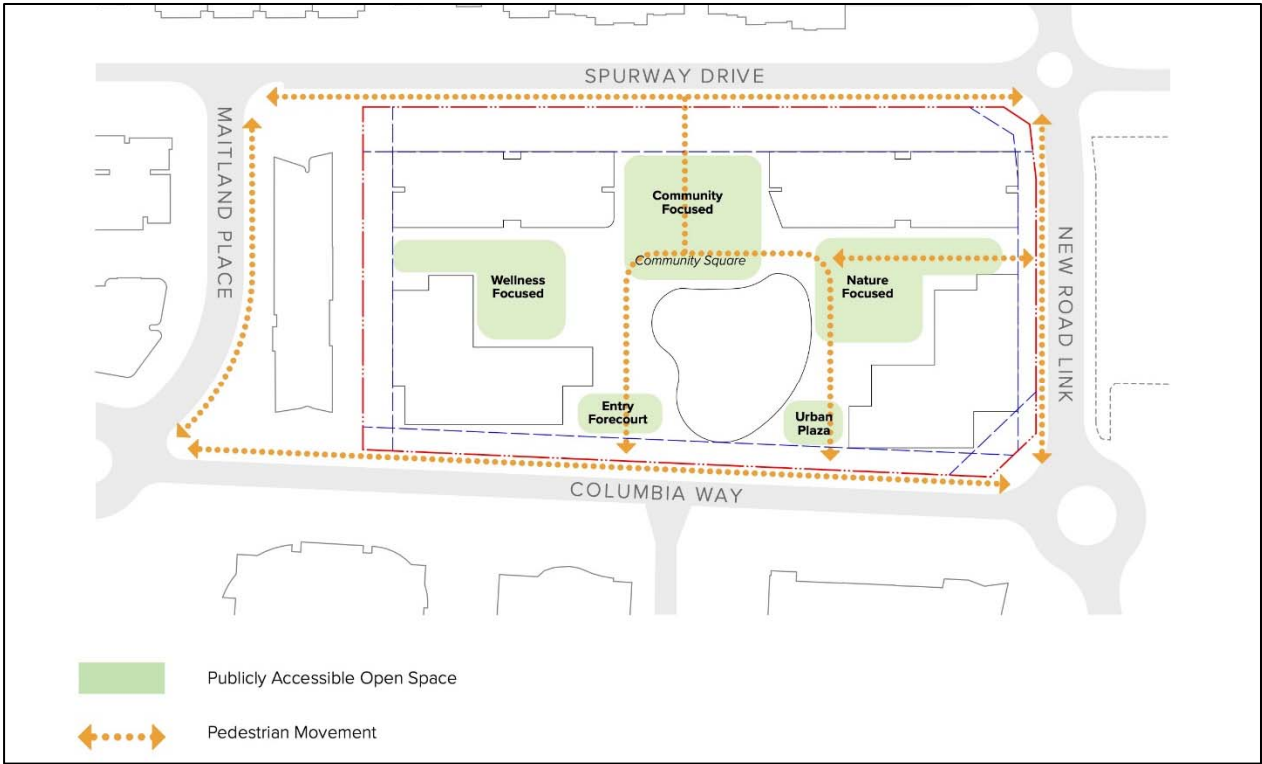 SPURWAY DRIVE
MAITLAND PLACE
Community
Focused
Community Square
NEW ROAD LINK
Wellness
Focused
Nature
Focused
Entry
Forecourt
Urban
Plaza
COLUMBIA WAY
Publicly Accessible Open Space
Pedestrian Movement